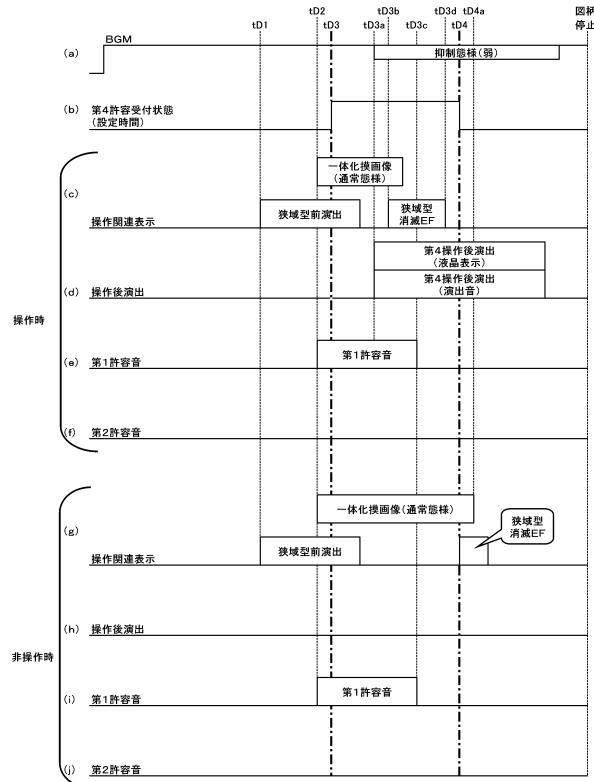 tD1
tD2
tD3
tD3a
tD3b
tD3c
tD3d
tD4
tD4a
図柄
停止
(a)
BGM
抑制態様(弱)
(b) 第4許容受付状態
(設定時間)
操作時
(c)
一体化摸画像
(通常態様)
操作関連表示
狭域型前演出
狭域型
消滅EF
(d) 操作後演出
第4操作後演出
(液晶表示)
第4操作後演出
(演出音)
(e) 第1許容音
第1許容音
(f) 第2許容音
非操作時
(g)
一体化摸画像(通常態様)
操作関連表示
狭域型前演出
狭域型
消滅EF
(h) 操作後演出
(i) 第1許容音
第1許容音
(j) 第2許容音